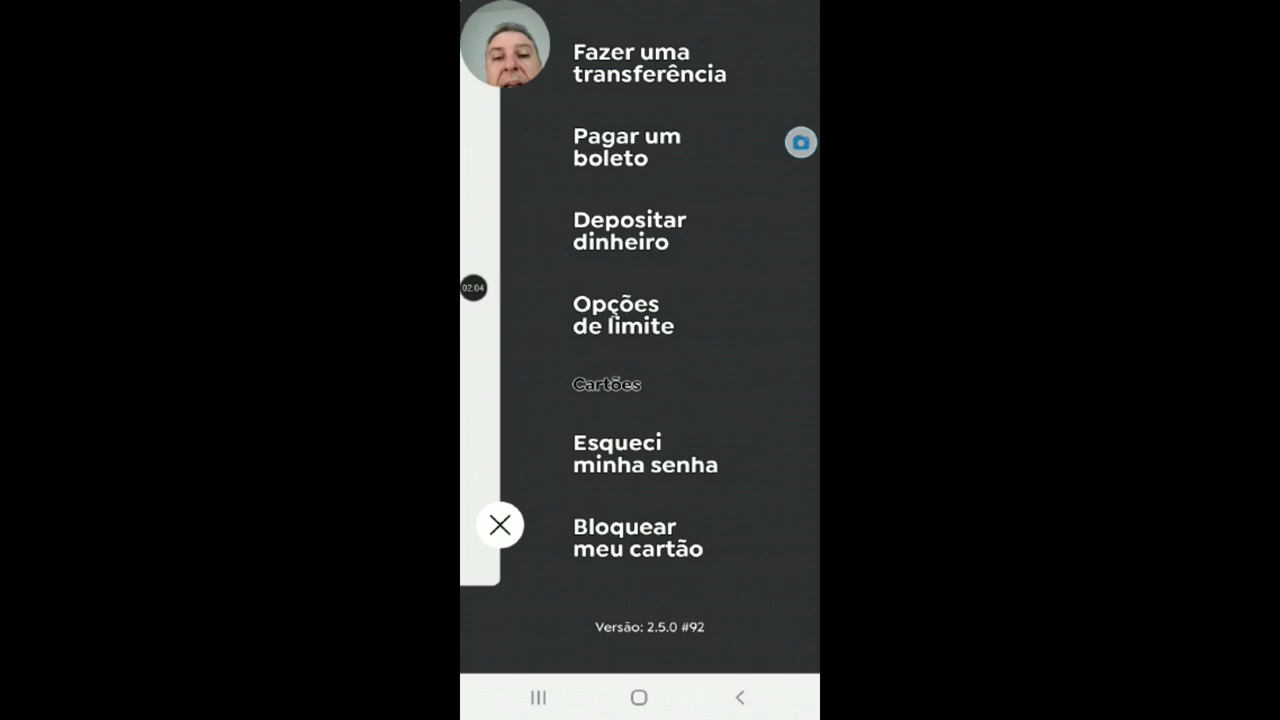 Fazer uma
transferência
Pagar um
boleto
Depositar
dinheiro
02:04
Opções
de limite
Cartões
Esqueci
minha senha
Bloquear
meu cartão
Versão: 2.5.0 #92